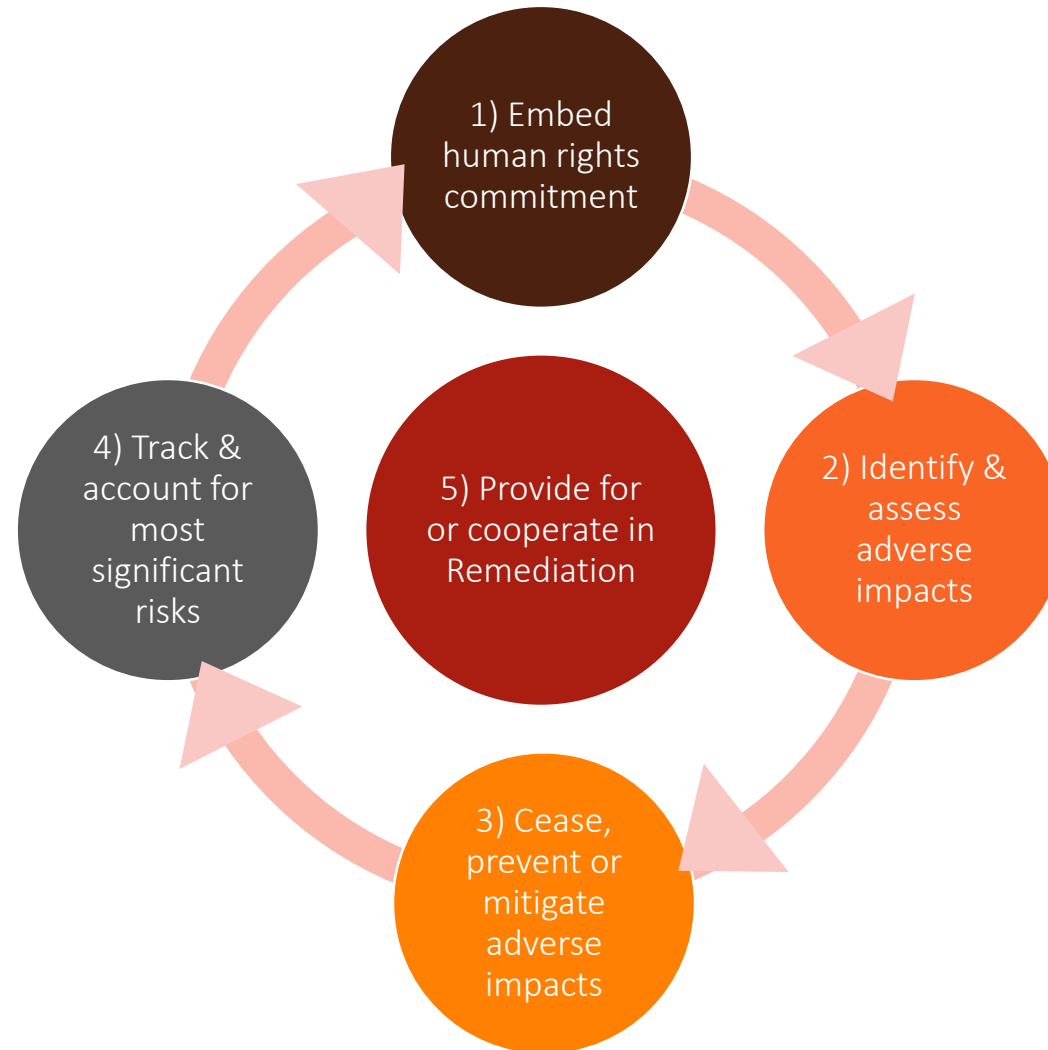 1) Embed
human rights
commitment
2) Identify &
assess
adverse
impacts
3) Cease,
prevent or
mitigate
adverse
impacts
4) Track &
account for
most
significant
risks
5) Provide for
or cooperate in
Remediation